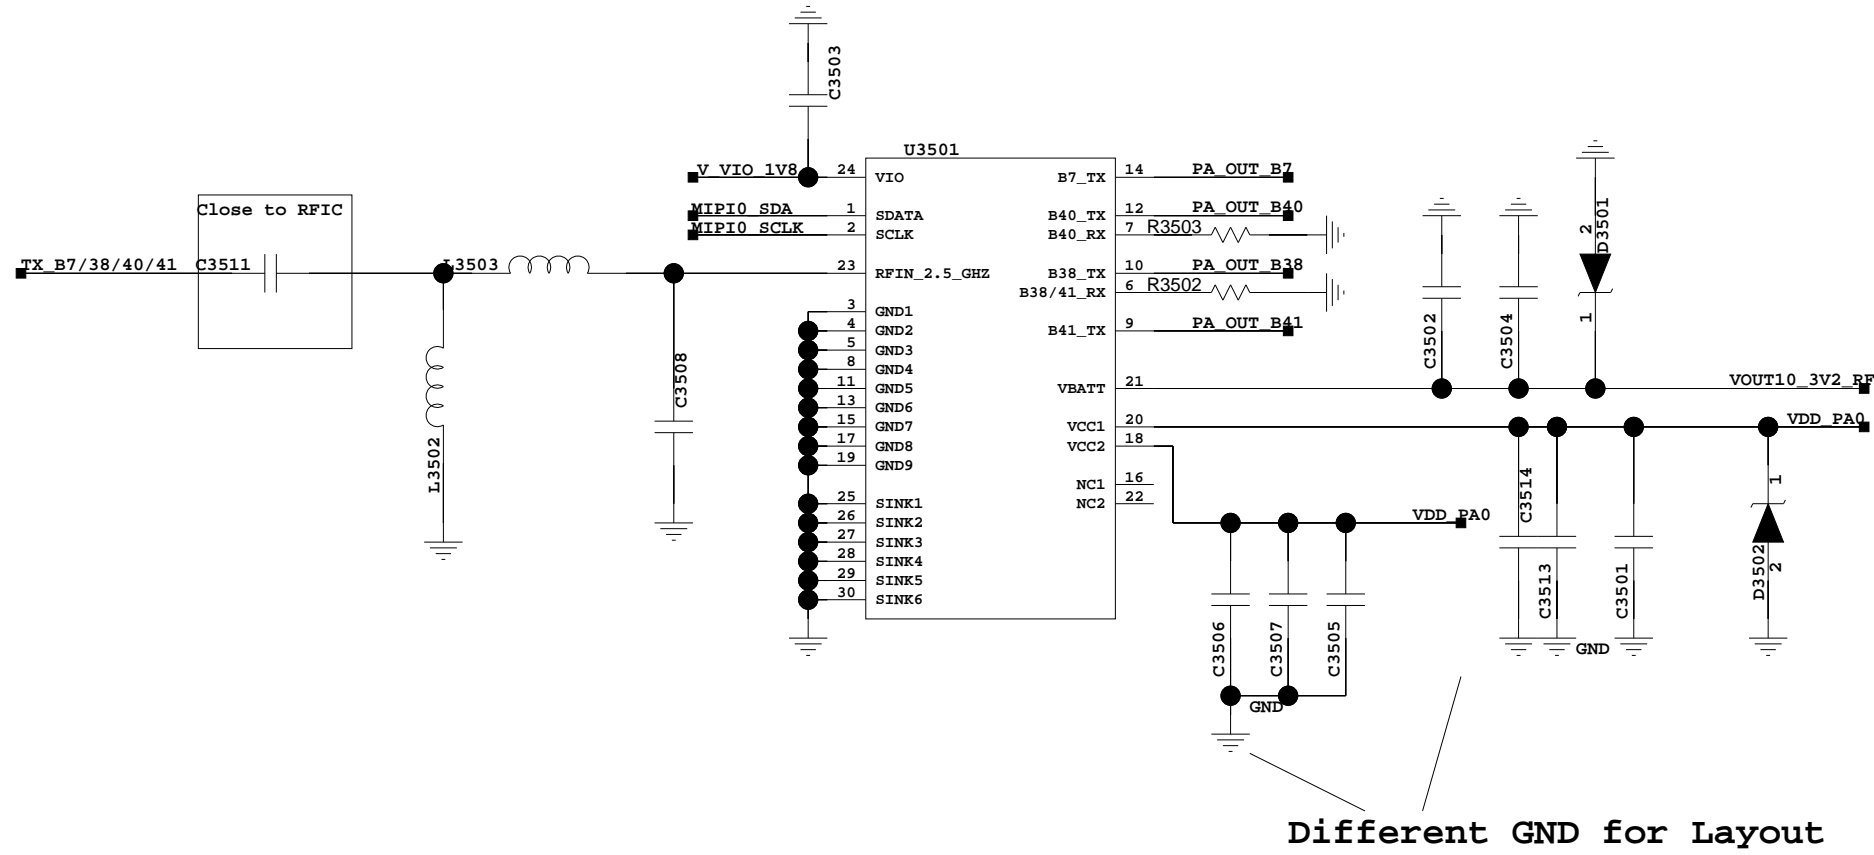 C3503
U3501
V_VIO_1V8
24
VIO
B7_TX
14
PA_OUT_B7
Close to RFIC
MIPI0_SDA
1
SDATA
B40_TX
12
PA_OUT_B40
MIPI0_SCLK
2
SCLK
B40_RX
7
R3503
2
D3501
1
TX_B7/38/40/41
C3511
L3503
23
RFIN_2.5_GHZ
B38_TX
10
PA_OUT_B38
B38/41_RX
6
R3502
3
GND1
4
GND2
B41_TX
9
PA_OUT_B41
C3502
C3504
5
GND3
8
GND4
11
GND5
VBATT
21
VOUT10_3V2_RF
C3508
13
GND6
15
GND7
VCC1
20
VDD_PA0
17
GND8
VCC2
18
19
GND9
L3502
NC1
16
NC2
22
C3514
1
25
SINK1
26
SINK2
VDD_PA0
27
SINK3
28
SINK4
29
SINK5
30
SINK6
C3513
C3501
D3502
2
C3506
C3507
C3505
GND
GND
Different GND for Layout